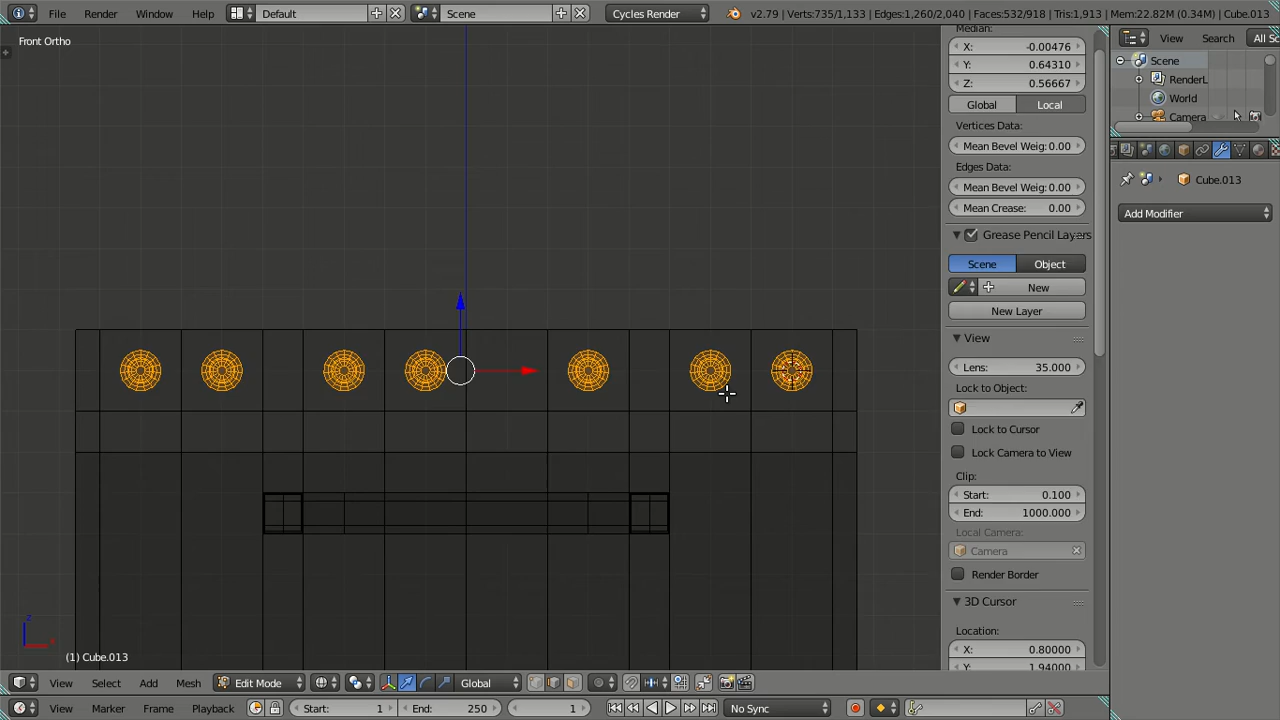 File Render Window Help Default Scene Cycles Render v2.79 | Verts:735/1,133 | Edges:1,260/2,040 | Faces:532/918 | Tris:1,913 | Mem:22.82M (0.34M) | Cube.013
Front Ortho
Median:
X: -0.00476
Y: 0.64310
Z: 0.56667
Global Local
Vertices Data:
Mean Bevel Weig: 0.00
Edges Data:
Mean Bevel Weig: 0.00
Mean Crease: 0.00
Grease Pencil Layers
Scene Object
New
New Layer
View
Lens: 35.000
Lock to Object:
Lock to Cursor
Lock Camera to View
Clip:
Start: 0.100
End: 1000.000
Local Camera:
Camera
Render Border
3D Cursor
Location:
X: 0.80000
Y: 1.94000
View Search All Sc
Scene
RenderL
World
Camera
Cube.013
Add Modifier
z
x
(1) Cube.013
View Select Add Mesh Edit Mode Global
View Marker Frame Playback Start: 1 End: 250 1 No Sync